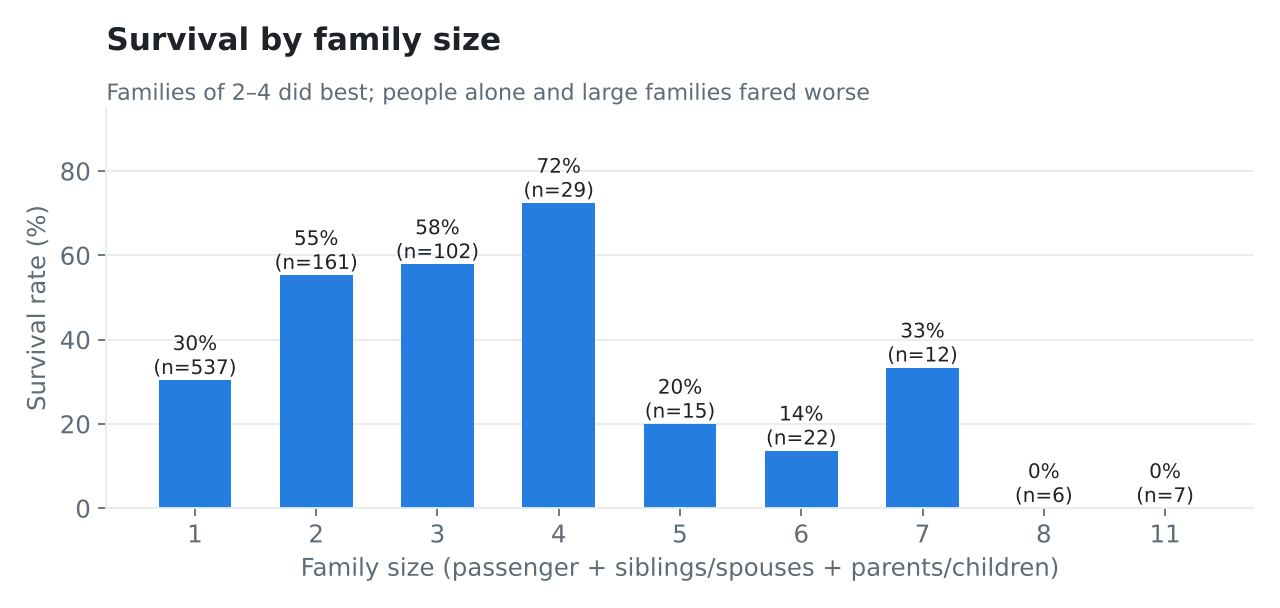 Survival by family size
Families of 2–4 did best; people alone and large families fared worse
Survival rate (%)
80
60
40
20
0
30%
(n=537)
55%
(n=161)
58%
(n=102)
72%
(n=29)
20%
(n=15)
14%
(n=22)
33%
(n=12)
0%
(n=6)
0%
(n=7)
1 2 3 4 5 6 7 8 11
Family size (passenger + siblings/spouses + parents/children)